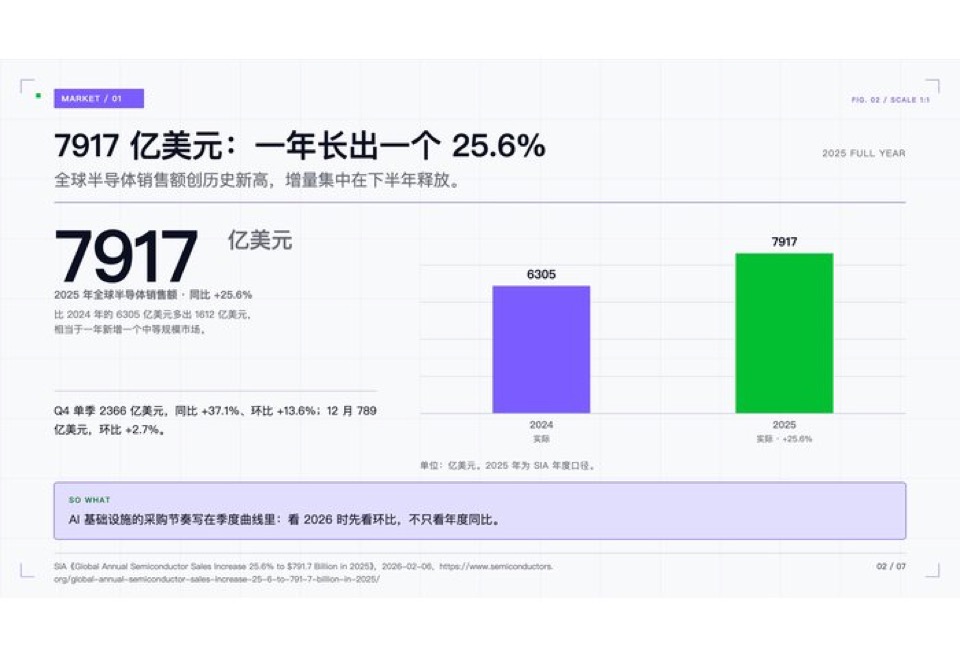 MARKET / 01
FIG. 02 / SCALE 1:1
7917 亿美元：一年长出一个 25.6%
2025 FULL YEAR
全球半导体销售额创历史新高，增量集中在下半年释放。
7917 亿美元
2025 年全球半导体销售额 · 同比 +25.6%
比 2024 年的 6305 亿美元多出 1612 亿美元，
相当于一年新增一个中等规模市场。
Q4 单季 2366 亿美元，同比 +37.1%、环比 +13.6%；12 月 789
亿美元，环比 +2.7%。
6305
7917
2024
实际
2025
实际 · +25.6%
单位：亿美元。2025 年为 SIA 年度口径。
SO WHAT
AI 基础设施的采购节奏写在季度曲线里：看 2026 时先看环比，不只看年度同比。
SIA《Global Annual Semiconductor Sales Increase 25.6% to $791.7 Billion in 2025》，2026-02-06，https://www.semiconductors.
org/global-annual-semiconductor-sales-increase-25-6-to-791-7-billion-in-2025/
02 / 07